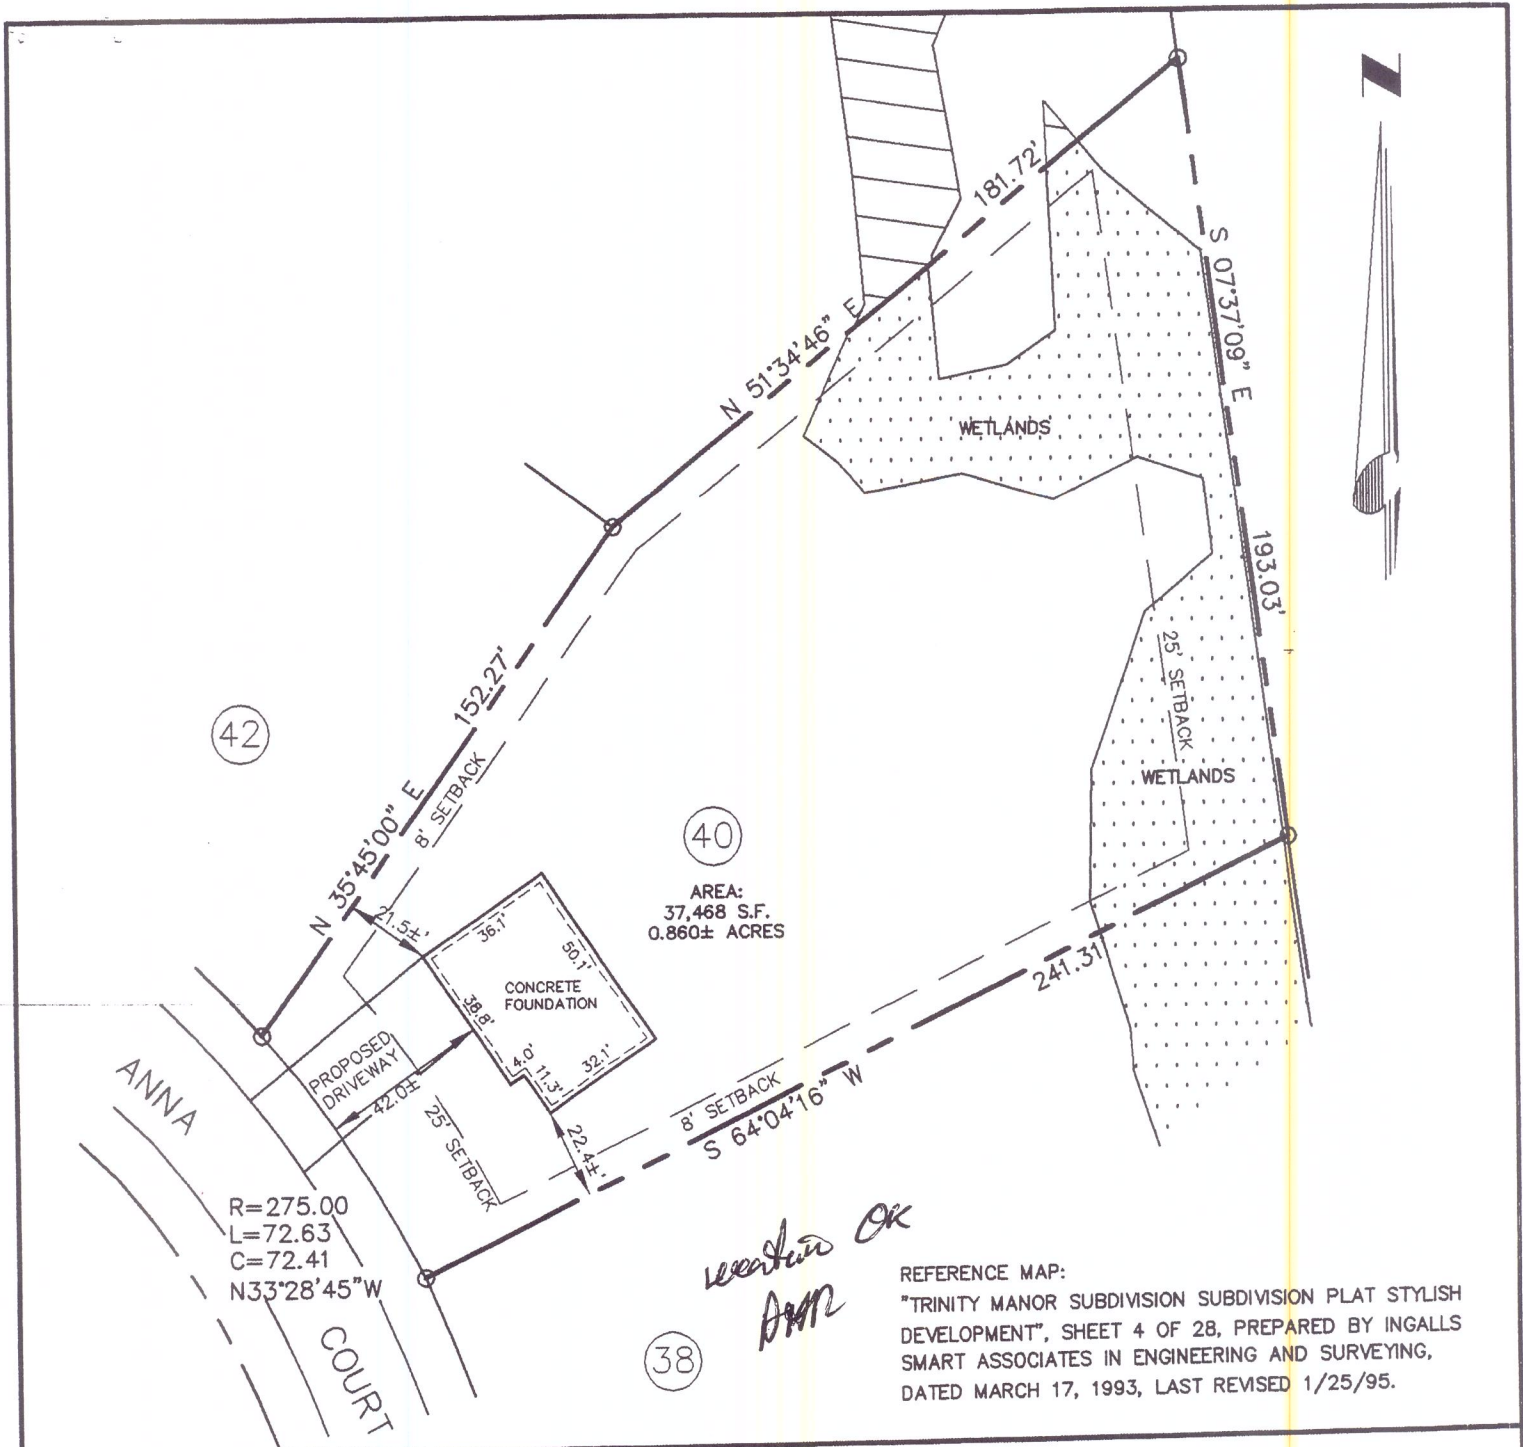 N
181.72'
S 07°37'09" E
N 51°34'46" E
WETLANDS
193.03'
152.27'
25' SETBACK
42
8' SETBACK
WETLANDS
40
N 35°45'00" E
AREA:
37,468 S.F.
0.860± ACRES
21.5±'
36.1'
50.1'
241.31
CONCRETE
FOUNDATION
38.8'
PROPOSED
DRIVEWAY
4.0'
11.3'
32.1'
ANNA
42.0±'
8' SETBACK
S 64°04'16" W
25' SETBACK
22.4±'
R=275.00
L=72.63
C=72.41
N33°28'45"W
OK
COURT
38
REFERENCE MAP:
"TRINITY MANOR SUBDIVISION SUBDIVISION PLAT STYLISH
DEVELOPMENT", SHEET 4 OF 28, PREPARED BY INGALLS
SMART ASSOCIATES IN ENGINEERING AND SURVEYING,
DATED MARCH 17, 1993, LAST REVISED 1/25/95.